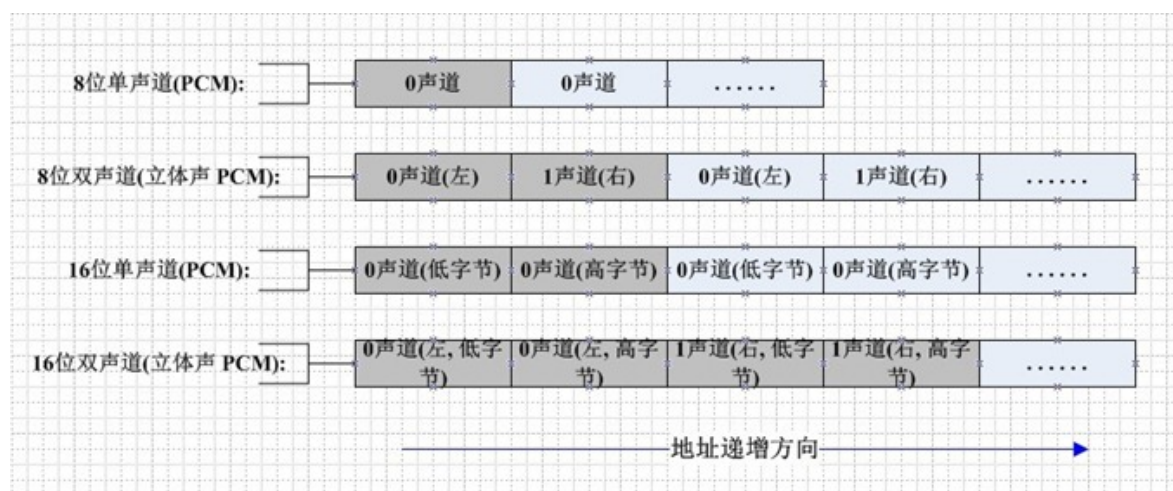 8位单声道(PCM): 0声道 0声道 ......
8位双声道(立体声 PCM): 0声道(左) 1声道(右) 0声道(左) 1声道(右) ......
16位单声道(PCM): 0声道(低字节) 0声道(高字节) 0声道(低字节) 0声道(高字节) ......
16位双声道(立体声 PCM): 0声道(左, 低字节) 0声道(左, 高字节) 1声道(右, 低字节) 1声道(右, 高字节) ......
地址递增方向